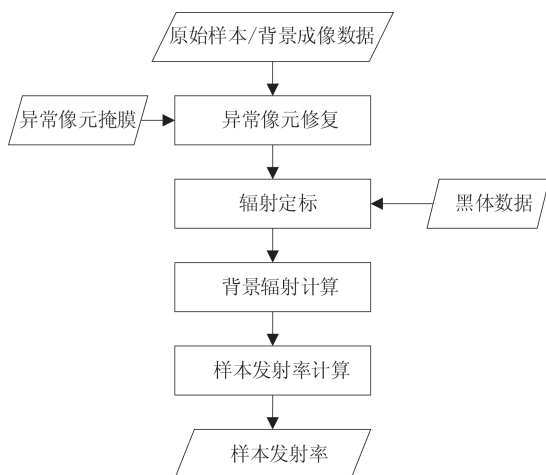 原始样本/背景成像数据
异常像元掩膜
异常像元修复
辐射定标
黑体数据
背景辐射计算
样本发射率计算
样本发射率